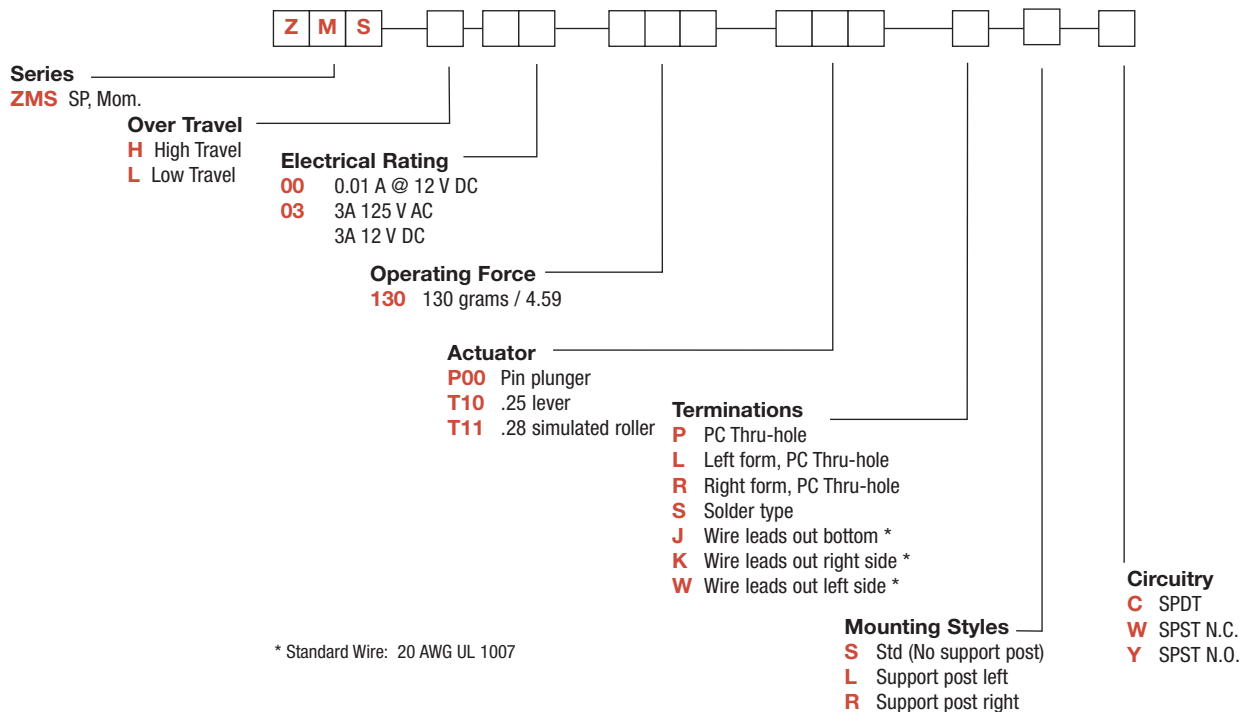 Z M S
Series
ZMS SP, Mom.
Over Travel
H High Travel
L Low Travel
Electrical Rating
00 0.01 A @ 12 V DC
03 3A 125 V AC
3A 12 V DC
Operating Force
130 130 grams / 4.59
Actuator
P00 Pin plunger
T10 .25 lever
T11 .28 simulated roller
Terminations
P PC Thru-hole
L Left form, PC Thru-hole
R Right form, PC Thru-hole
S Solder type
J Wire leads out bottom *
K Wire leads out right side *
W Wire leads out left side *
Mounting Styles
S Std (No support post)
L Support post left
R Support post right
Circuitry
C SPDT
W SPST N.C.
Y SPST N.O.
* Standard Wire: 20 AWG UL 1007